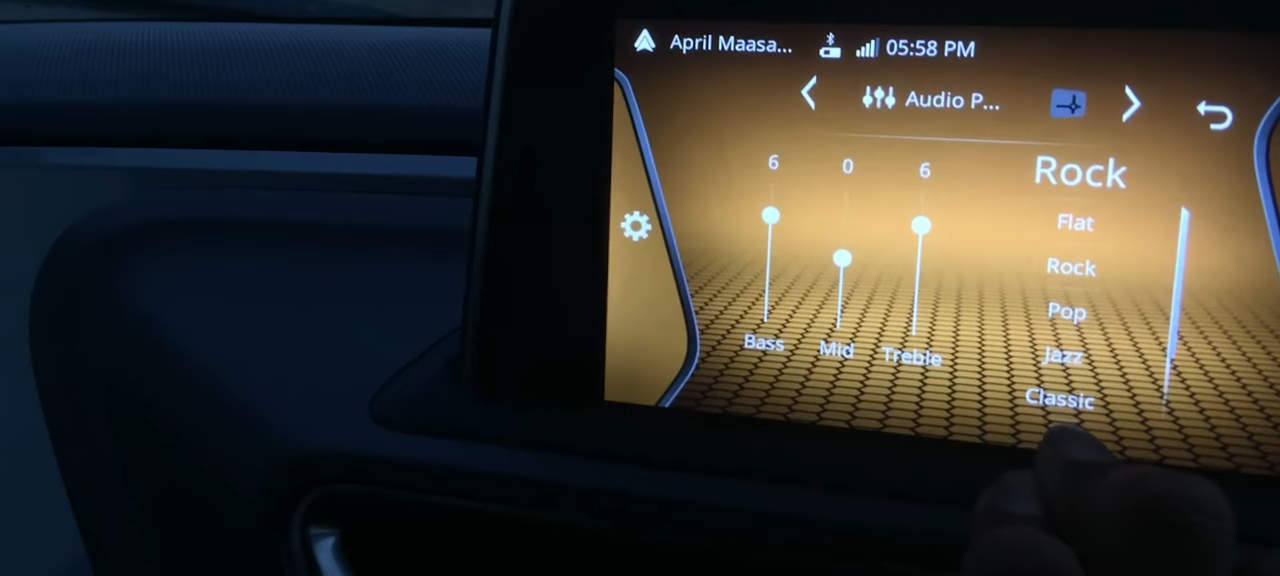 April Maasa... 05:58 PM
Audio P...
6 0 6
Rock
Flat
Rock
Pop
Jazz
Classic
Bass Mid Treble